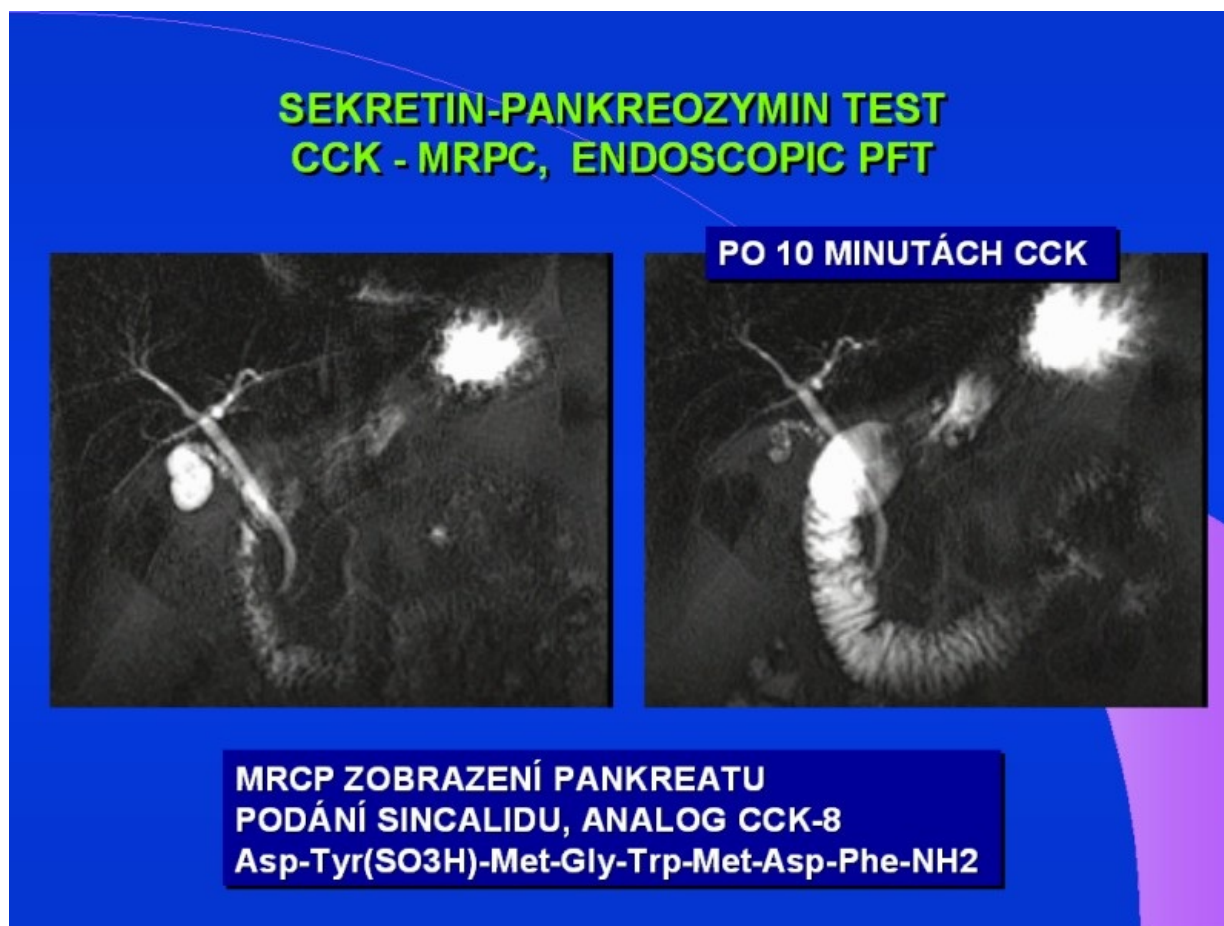 SEKRETIN-PANKREOZYMIN TEST
CCK - MRPC, ENDOSCOPIC PFT
PO 10 MINUTÁCH CCK
MRCP ZOBRAZENÍ PANKREATU
PODÁNÍ SINCALIDU, ANALOG CCK-8
Asp-Tyr(SO3H)-Met-Gly-Trp-Met-Asp-Phe-NH2